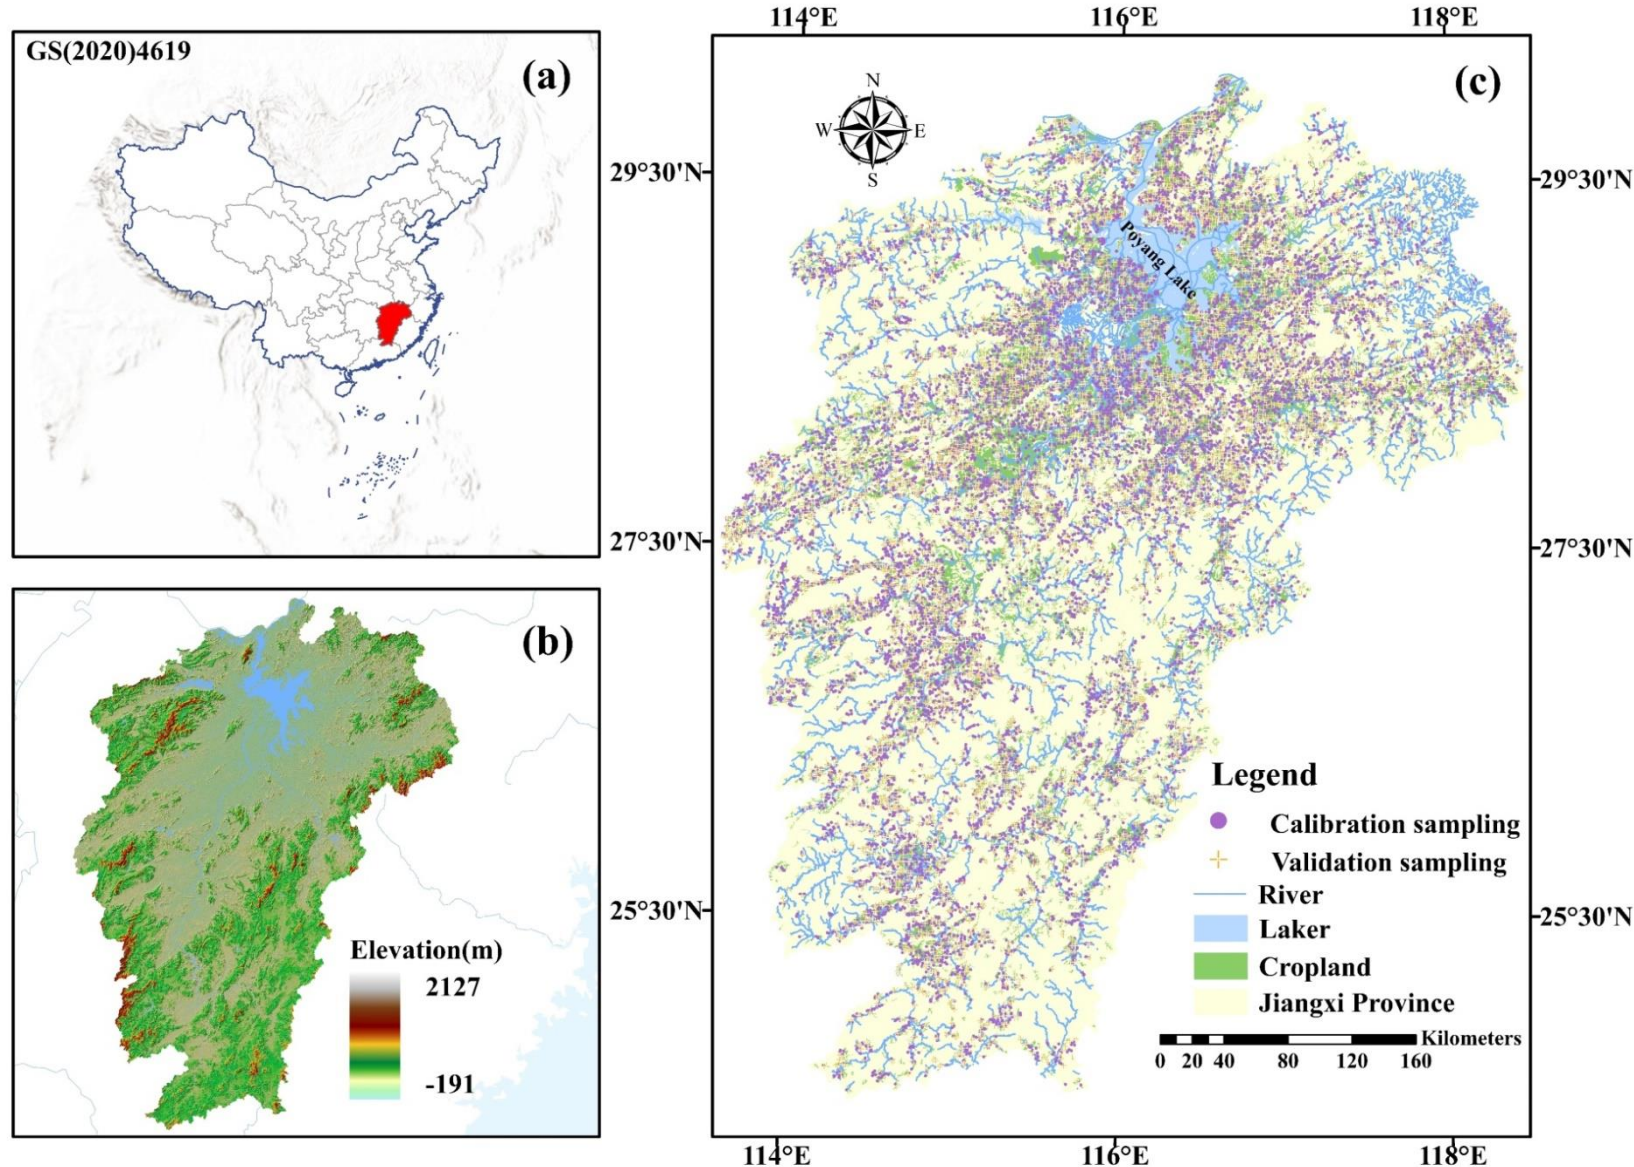 GS(2020)4619
(a)
(b)
Elevation(m)
2127
-191
114°E
116°E
118°E
(c)
N
W
E
S
29°30'N
29°30'N
Poyang Lake
27°30'N
27°30'N
25°30'N
25°30'N
Legend
Calibration sampling
Validation sampling
River
Laker
Cropland
Jiangxi Province
Kilometers
0 20 40 80 120 160
114°E
116°E
118°E